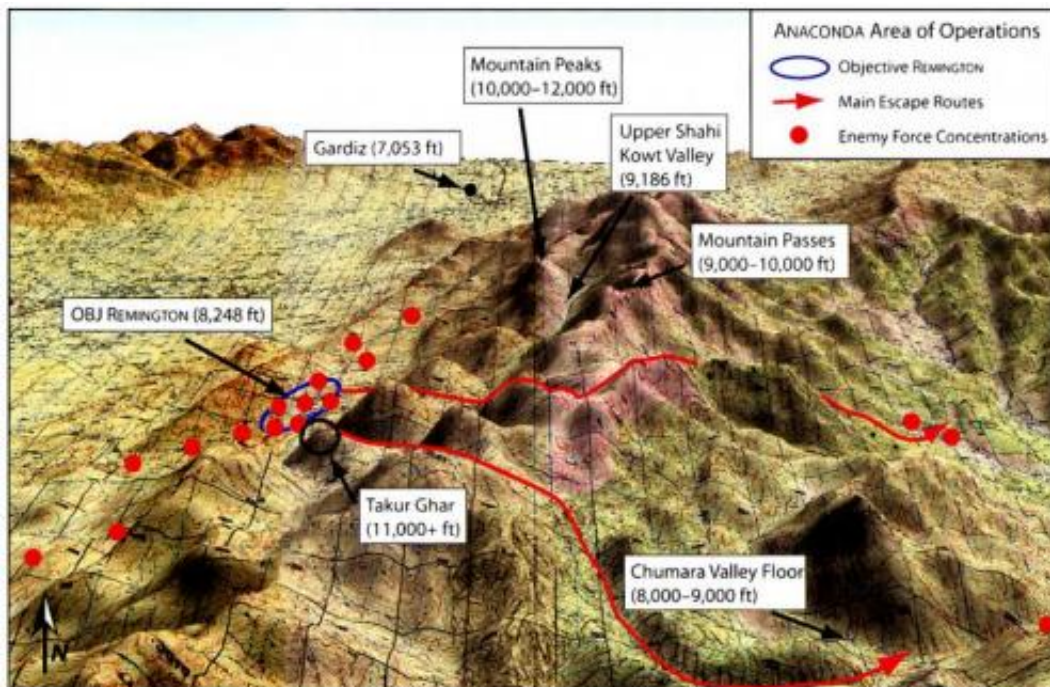 ANACONDA Area of Operations
Objective REMINGTON
Main Escape Routes
Enemy Force Concentrations
Mountain Peaks
(10,000–12,000 ft)
Gardiz (7,053 ft)
Upper Shahi
Kowt Valley
(9,186 ft)
Mountain Passes
(9,000–10,000 ft)
OBJ REMINGTON (8,248 ft)
Takur Ghar
(11,000+ ft)
Chumara Valley Floor
(8,000–9,000 ft)
N